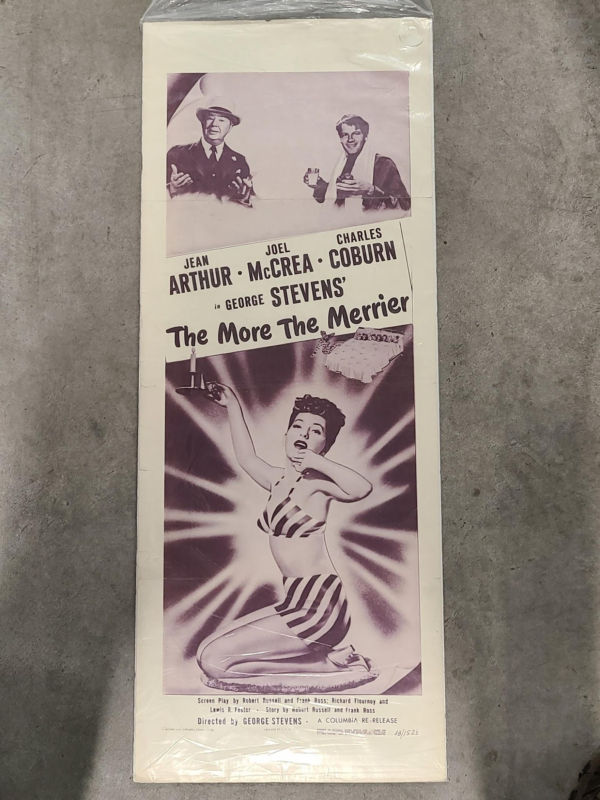 JEAN ARTHUR • JOEL McCREA • CHARLES COBURN
in GEORGE STEVENS'
The More The Merrier
Screen Play by Robert Russell and Frank Ross; Richard Flournoy and
Lewis R. Foster • Story by Robert Russell and Frank Ross
Directed by GEORGE STEVENS • A COLUMBIA RE-RELEASE